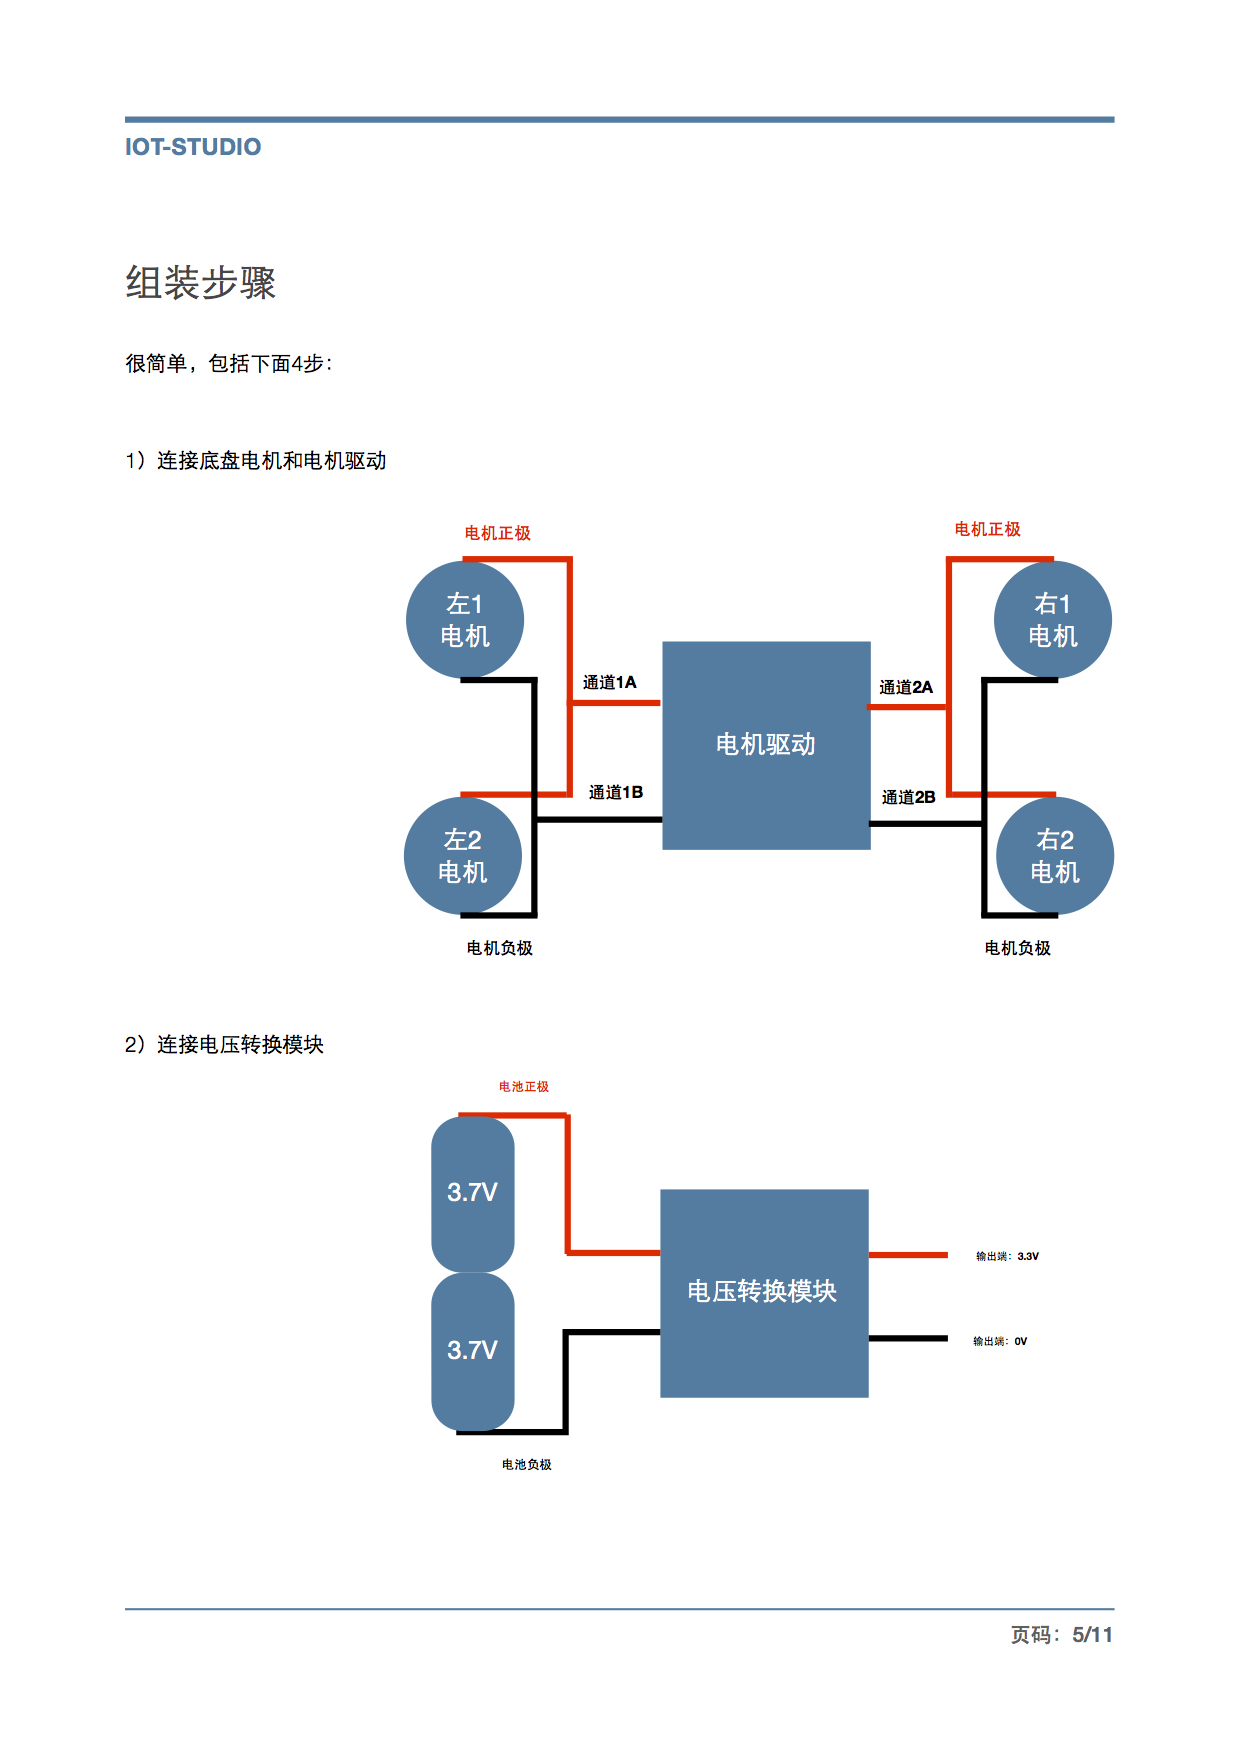 IOT-STUDIO
组装步骤
很简单，包括下面4步：
1）连接底盘电机和电机驱动
电机正极
电机正极
左1
电机
右1
电机
通道1A
通道2A
电机驱动
通道1B
通道2B
左2
电机
右2
电机
电机负极
电机负极
2）连接电压转换模块
电池正极
3.7V
电压转换模块
输出端：3.3V
3.7V
输出端：0V
电池负极
页码：5/11